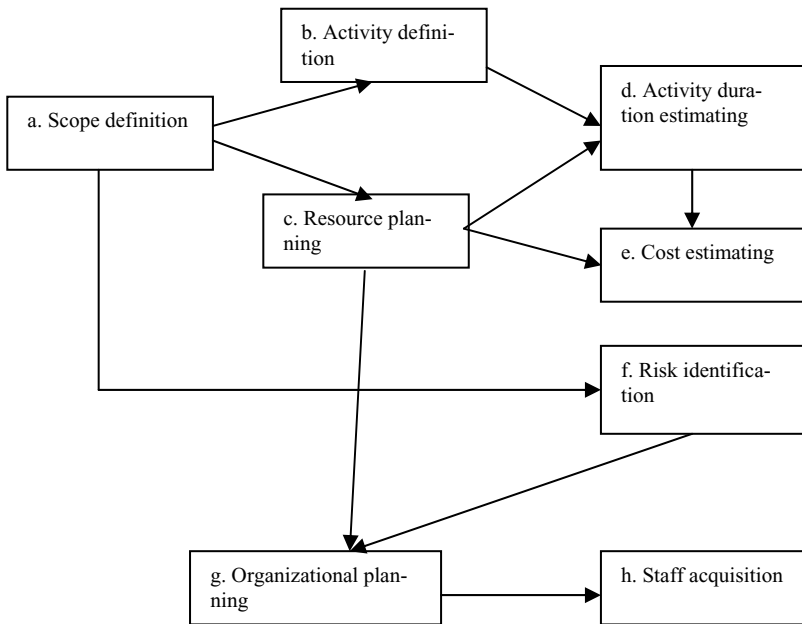 b. Activity defini-
tion
a. Scope definition
d. Activity dura-
tion estimating
c. Resource plan-
ning
e. Cost estimating
f. Risk identifica-
tion
g. Organizational plan-
ning
h. Staff acquisition